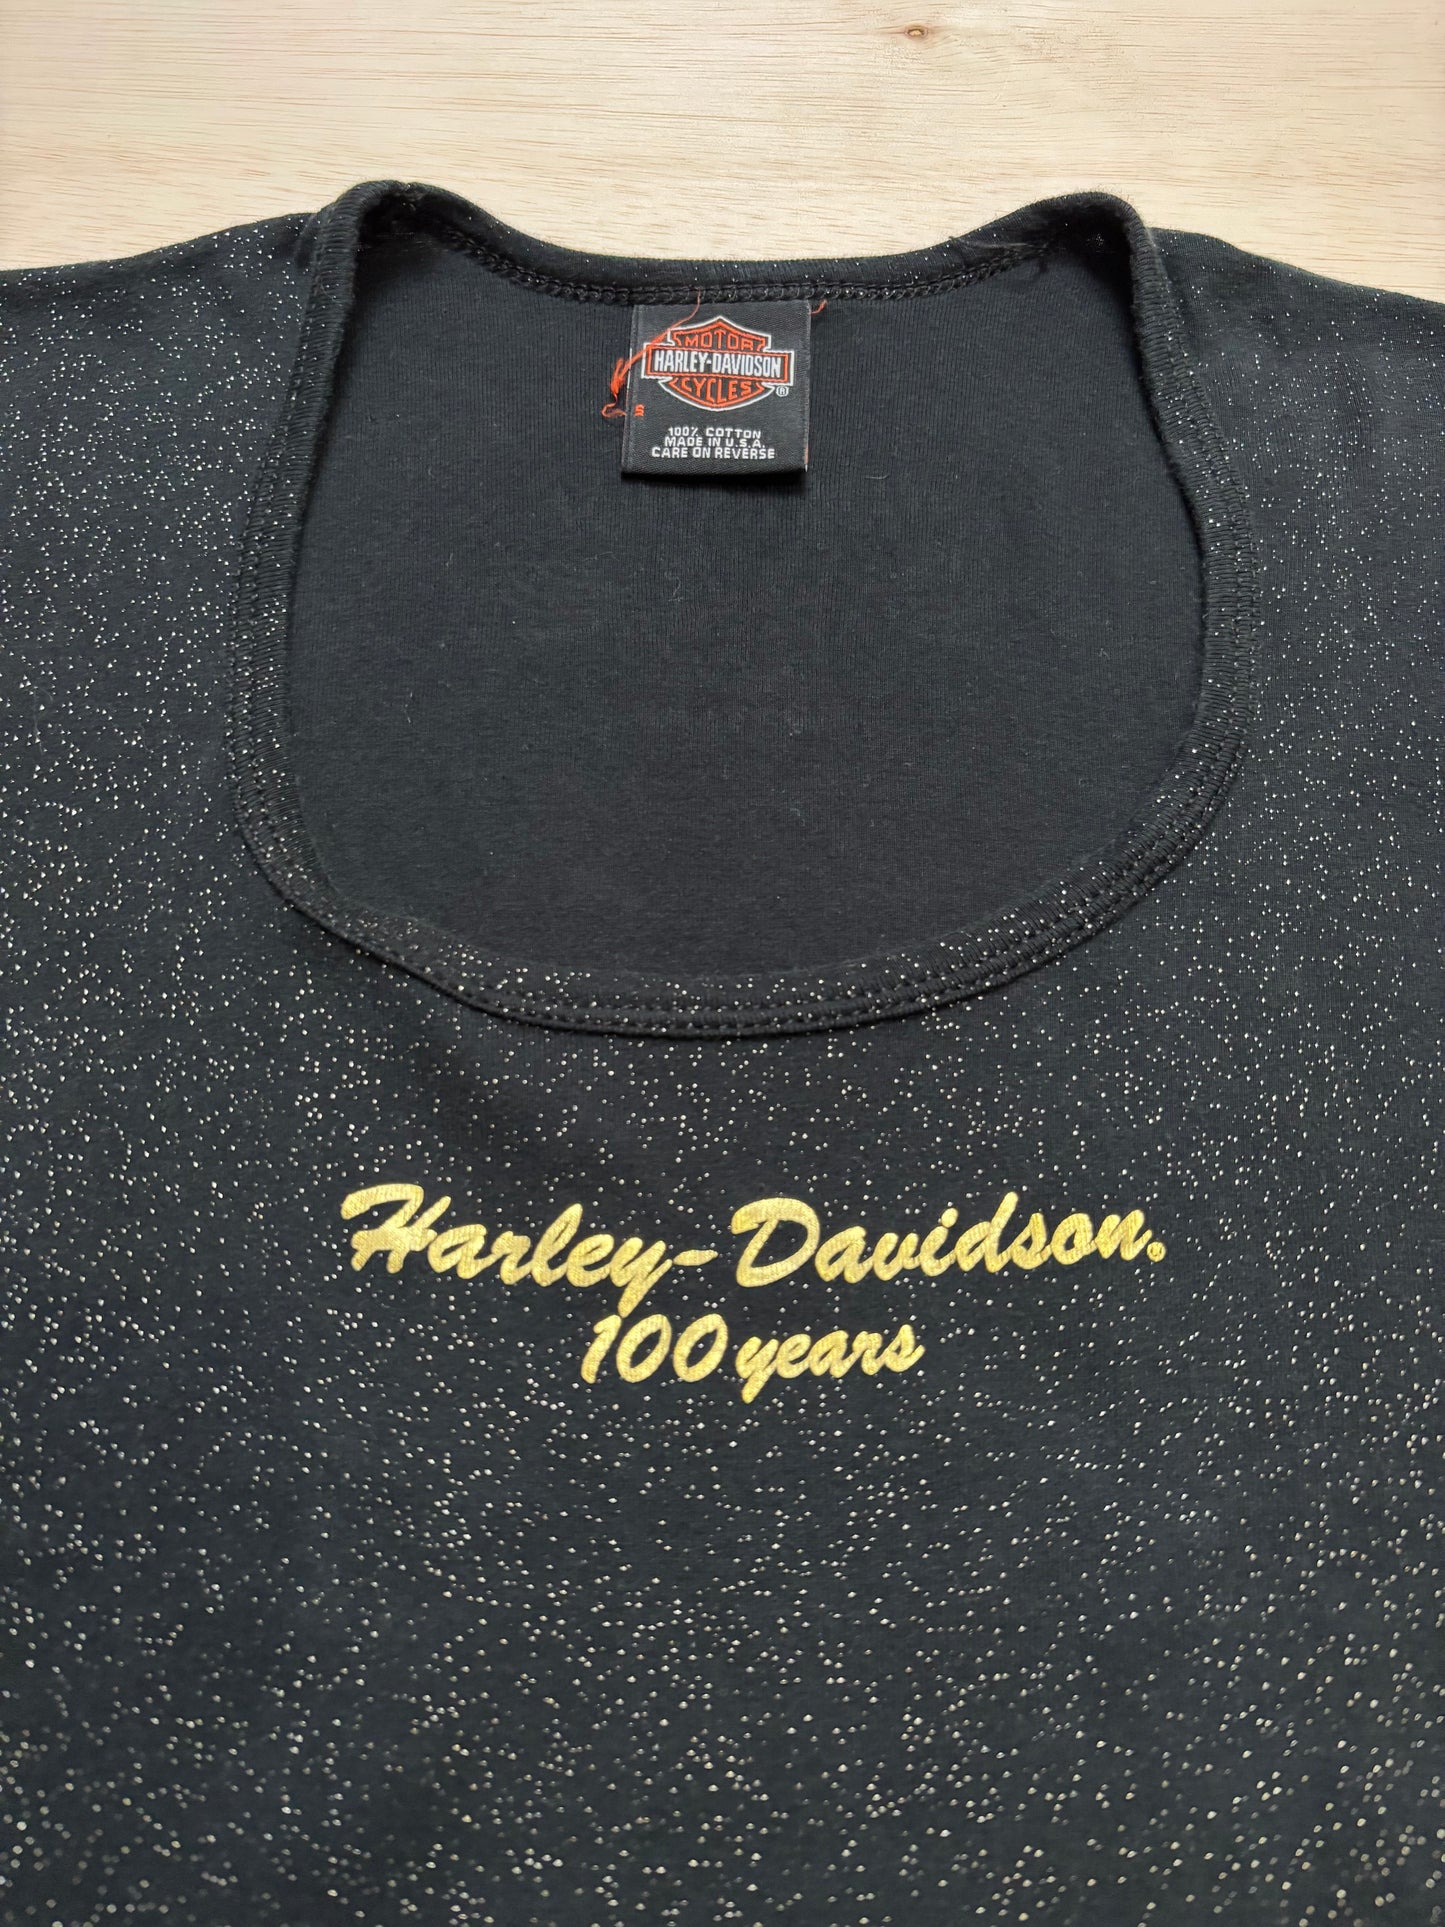 MOTOR
HARLEY-DAVIDSON
CYCLES®
100% COTTON
MADE IN U.S.A.
CARE ON REVERSE
Harley-Davidson®
100 years